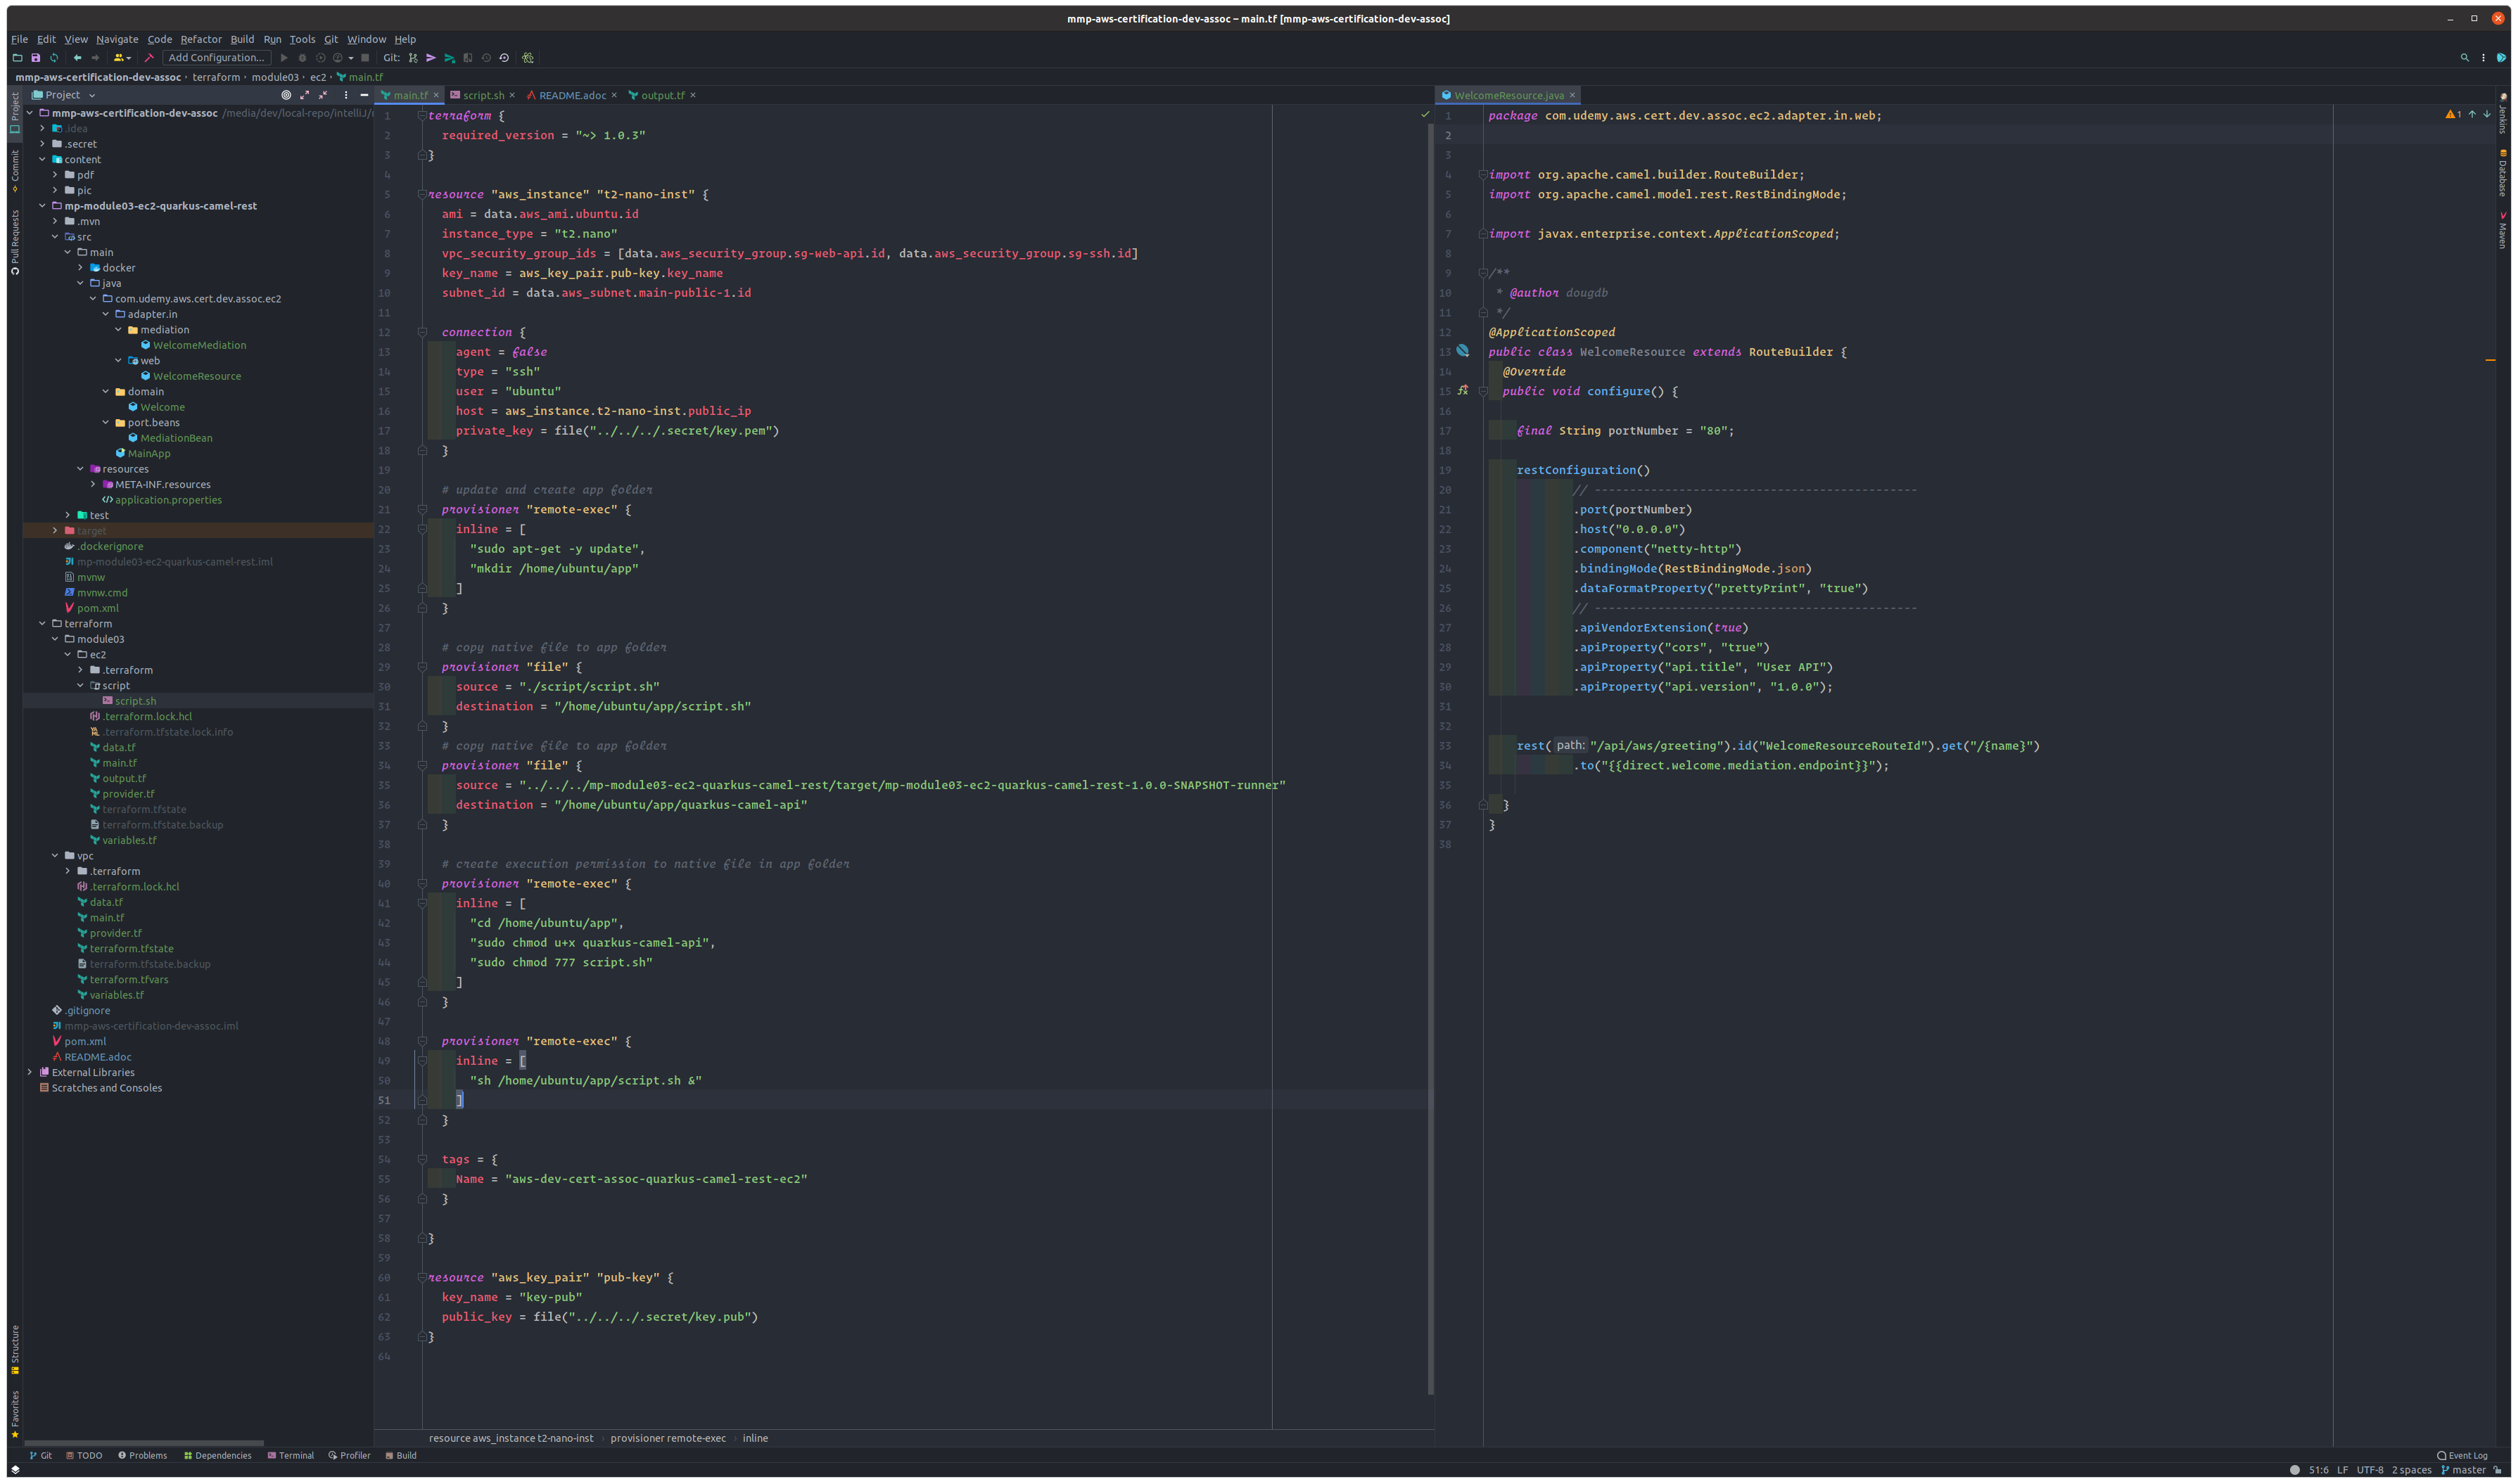 mmp-aws-certification-dev-assoc – main.tf [mmp-aws-certification-dev-assoc]
File Edit View Navigate Code Refactor Build Run Tools Git Window Help
Add Configuration... Git:
mmp-aws-certification-dev-assoc terraform module03 ec2 main.tf
Project
main.tf script.sh README.adoc output.tf
WelcomeResource.java
Project
Commit
Pull Requests
Structure
Favorites
mmp-aws-certification-dev-assoc /media/dev/local-repo/IntelliJ/
.idea
.secret
content
pdf
pic
mp-module03-ec2-quarkus-camel-rest
.mvn
src
main
docker
java
com.udemy.aws.cert.dev.assoc.ec2
adapter.in
mediation
WelcomeMediation
web
WelcomeResource
domain
Welcome
port.beans
MediationBean
MainApp
resources
META-INF.resources
application.properties
test
target
.dockerignore
mp-module03-ec2-quarkus-camel-rest.iml
mvnw
mvnw.cmd
pom.xml
terraform
module03
ec2
.terraform
script
script.sh
.terraform.lock.hcl
.terraform.tfstate.lock.info
data.tf
main.tf
output.tf
provider.tf
terraform.tfstate
terraform.tfstate.backup
variables.tf
vpc
.terraform
.terraform.lock.hcl
data.tf
main.tf
provider.tf
terraform.tfstate
terraform.tfstate.backup
terraform.tfvars
variables.tf
.gitignore
mmp-aws-certification-dev-assoc.iml
pom.xml
README.adoc
External Libraries
Scratches and Consoles
1 terraform {
2 required_version = "~> 1.0.3"
3 }
4
5 resource "aws_instance" "t2-nano-inst" {
6 ami = data.aws_ami.ubuntu.id
7 instance_type = "t2.nano"
8 vpc_security_group_ids = [data.aws_security_group.sg-web-api.id, data.aws_security_group.sg-ssh.id]
9 key_name = aws_key_pair.pub-key.key_name
10 subnet_id = data.aws_subnet.main-public-1.id
11
12 connection {
13 agent = false
14 type = "ssh"
15 user = "ubuntu"
16 host = aws_instance.t2-nano-inst.public_ip
17 private_key = file("../../../.secret/key.pem")
18 }
19
20 # update and create app folder
21 provisioner "remote-exec" {
22 inline = [
23 "sudo apt-get -y update",
24 "mkdir /home/ubuntu/app"
25 ]
26 }
27
28 # copy native file to app folder
29 provisioner "file" {
30 source = "./script/script.sh"
31 destination = "/home/ubuntu/app/script.sh"
32 }
33 # copy native file to app folder
34 provisioner "file" {
35 source = "../../../mp-module03-ec2-quarkus-camel-rest/target/mp-module03-ec2-quarkus-camel-rest-1.0.0-SNAPSHOT-runner"
36 destination = "/home/ubuntu/app/quarkus-camel-api"
37 }
38
39 # create execution permission to native file in app folder
40 provisioner "remote-exec" {
41 inline = [
42 "cd /home/ubuntu/app",
43 "sudo chmod u+x quarkus-camel-api",
44 "sudo chmod 777 script.sh"
45 ]
46 }
47
48 provisioner "remote-exec" {
49 inline = [
50 "sh /home/ubuntu/app/script.sh &"
51 ]
52 }
53
54 tags = {
55 Name = "aws-dev-cert-assoc-quarkus-camel-rest-ec2"
56 }
57
58 }
59
60 resource "aws_key_pair" "pub-key" {
61 key_name = "key-pub"
62 public_key = file("../../../.secret/key.pub")
63 }
64
resource aws_instance t2-nano-inst provisioner remote-exec inline
1 package com.udemy.aws.cert.dev.assoc.ec2.adapter.in.web;
2
3
4 import org.apache.camel.builder.RouteBuilder;
5 import org.apache.camel.model.rest.RestBindingMode;
6
7 import javax.enterprise.context.ApplicationScoped;
8
9 /**
10 * @author dougdb
11 */
12 @ApplicationScoped
13 public class WelcomeResource extends RouteBuilder {
14 @Override
15 public void configure() {
16
17 final String portNumber = "80";
18
19 restConfiguration()
20 // ----------------------------------------------
21 .port(portNumber)
22 .host("0.0.0.0")
23 .component("netty-http")
24 .bindingMode(RestBindingMode.json)
25 .dataFormatProperty("prettyPrint", "true")
26 // ----------------------------------------------
27 .apiVendorExtension(true)
28 .apiProperty("cors", "true")
29 .apiProperty("api.title", "User API")
30 .apiProperty("api.version", "1.0.0");
31
32
33 rest( path: "/api/aws/greeting").id("WelcomeResourceRouteId").get("/{name}")
34 .to("{{direct.welcome.mediation.endpoint}}");
35
36 }
37 }
38
1
Jenkins
Database
Maven
Git TODO Problems Dependencies Terminal Profiler Build
Event Log
51:6 LF UTF-8 2 spaces master